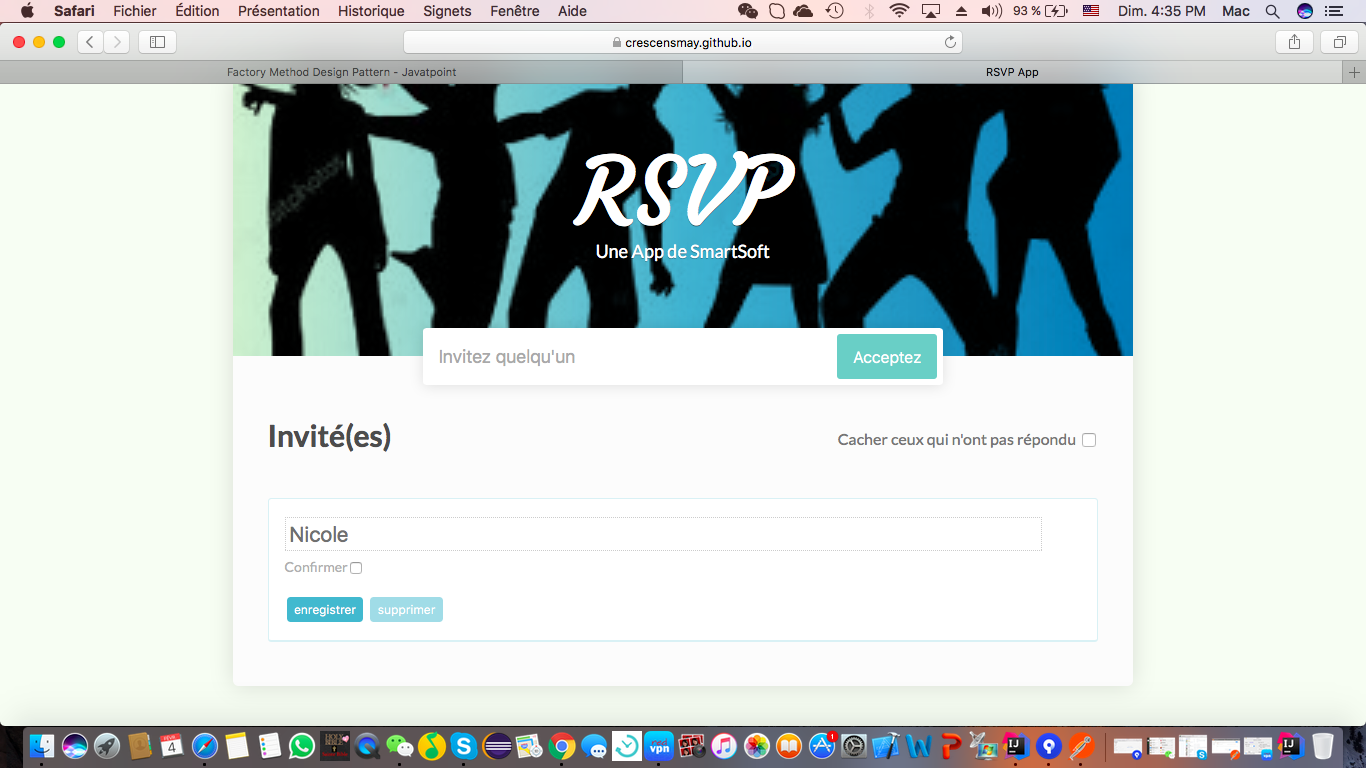 Safari Fichier Édition Présentation Historique Signets Fenêtre Aide 93 % Dim. 4:35 PM Mac
crescensmay.github.io
Factory Method Design Pattern - Javatpoint RSVP App
RSVP
Une App de SmartSoft
Invitez quelqu'un Acceptez
Invité(es) Cacher ceux qui n'ont pas répondu
Nicole
Confirmer
enregistrer supprimer